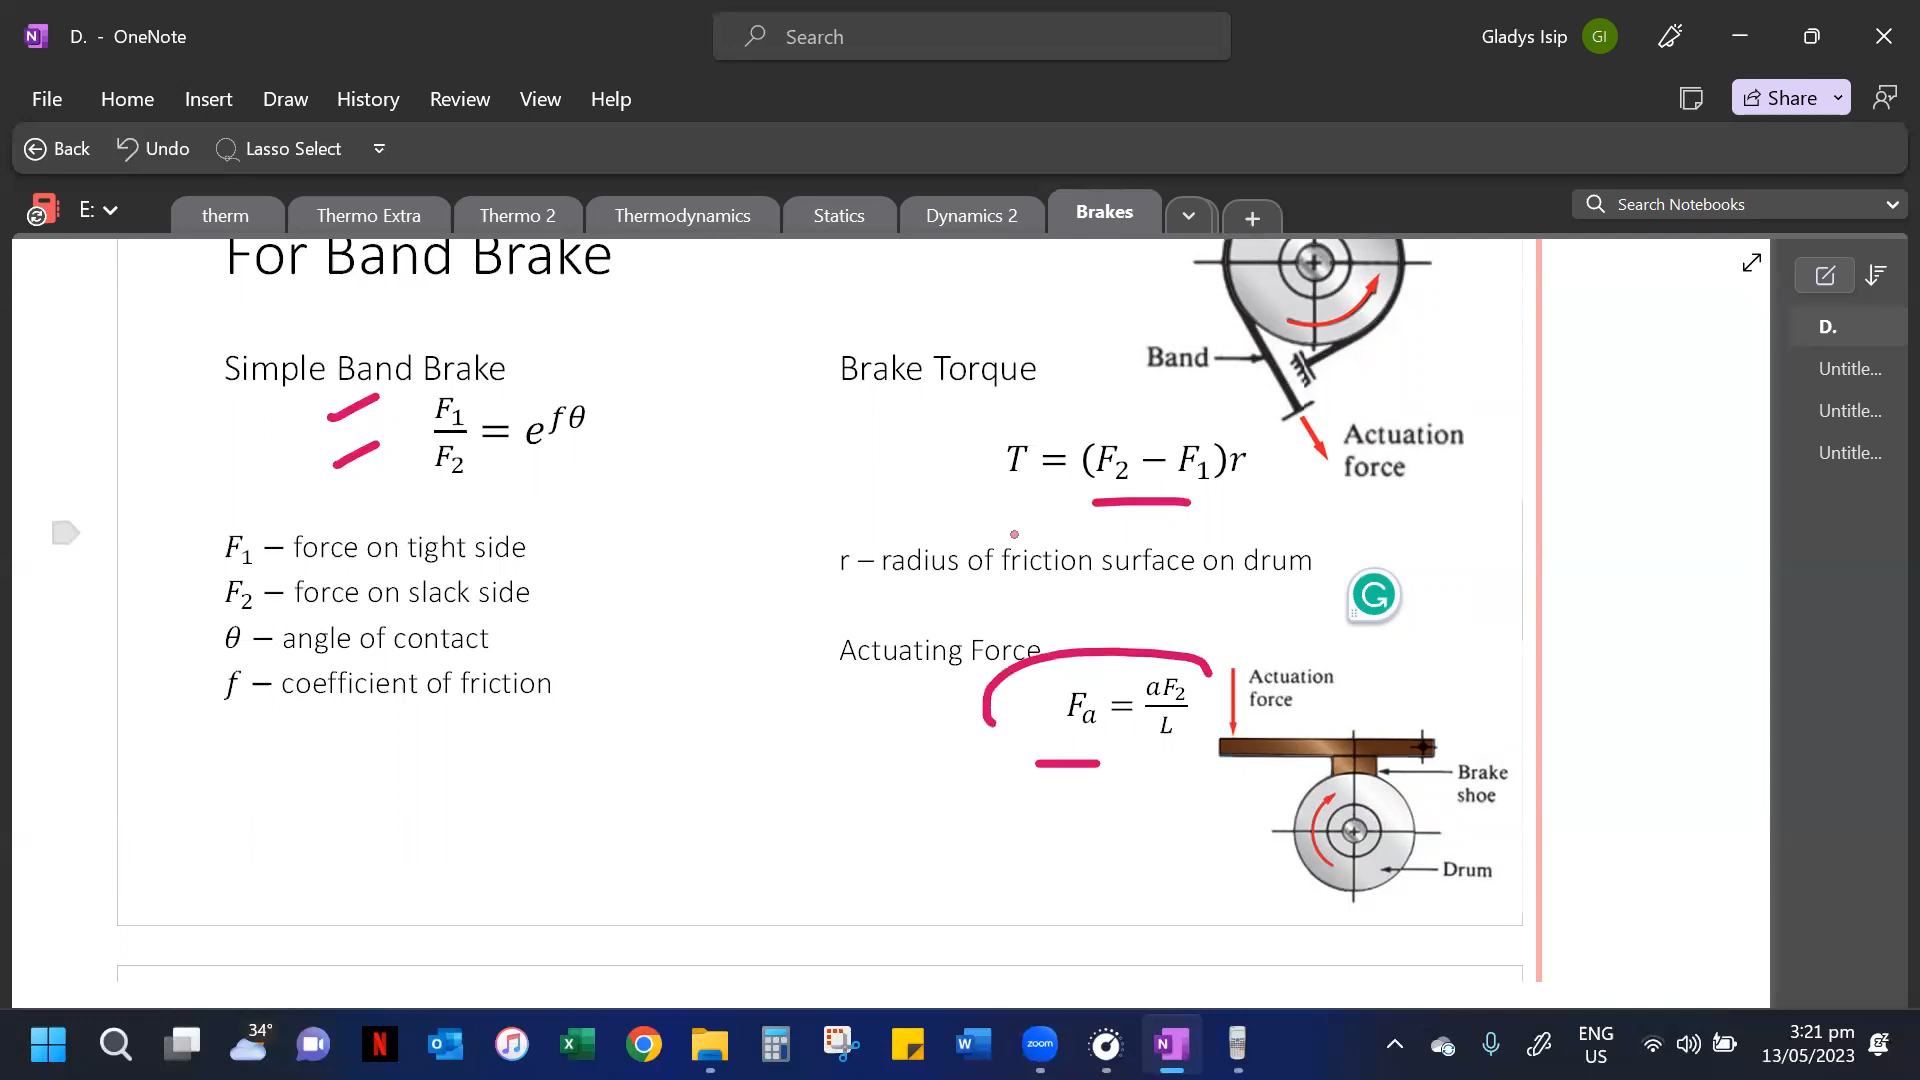 D. - OneNote
Search
Gladys Isip
GI
File
Home
Insert
Draw
History
Review
View
Help
Share
Back
Undo
Lasso Select
E:
therm
Thermo Extra
Thermo 2
Thermodynamics
Statics
Dynamics 2
Brakes
+
Search Notebooks
D.
Untitle...
Untitle...
Untitle...
For Band Brake
Simple Band Brake
F₁/F₂ = e^{fθ}
F₁ – force on tight side
F₂ – force on slack side
θ – angle of contact
f – coefficient of friction
Brake Torque
T = (F₂ − F₁)r
r – radius of friction surface on drum
Actuating Force
Fₐ = aF₂/L
Band
Actuation
force
Actuation
force
Brake
shoe
Drum
34°
zoom
ENG
US
3:21 pm
13/05/2023